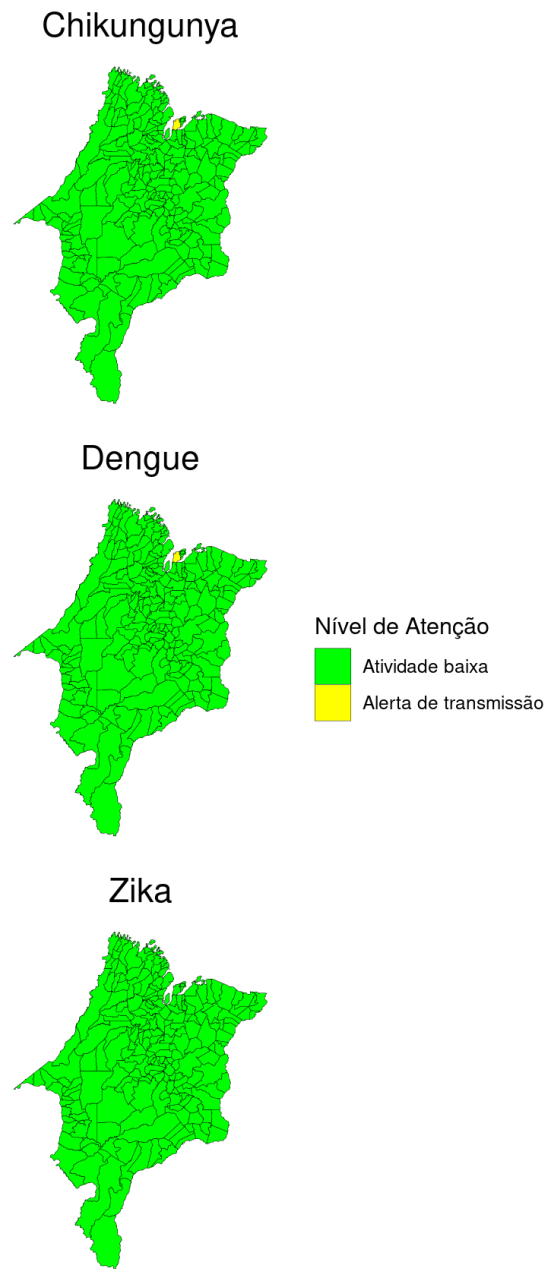 Chikungunya
Dengue
Nível de Atenção
Atividade baixa
Alerta de transmissão
Zika